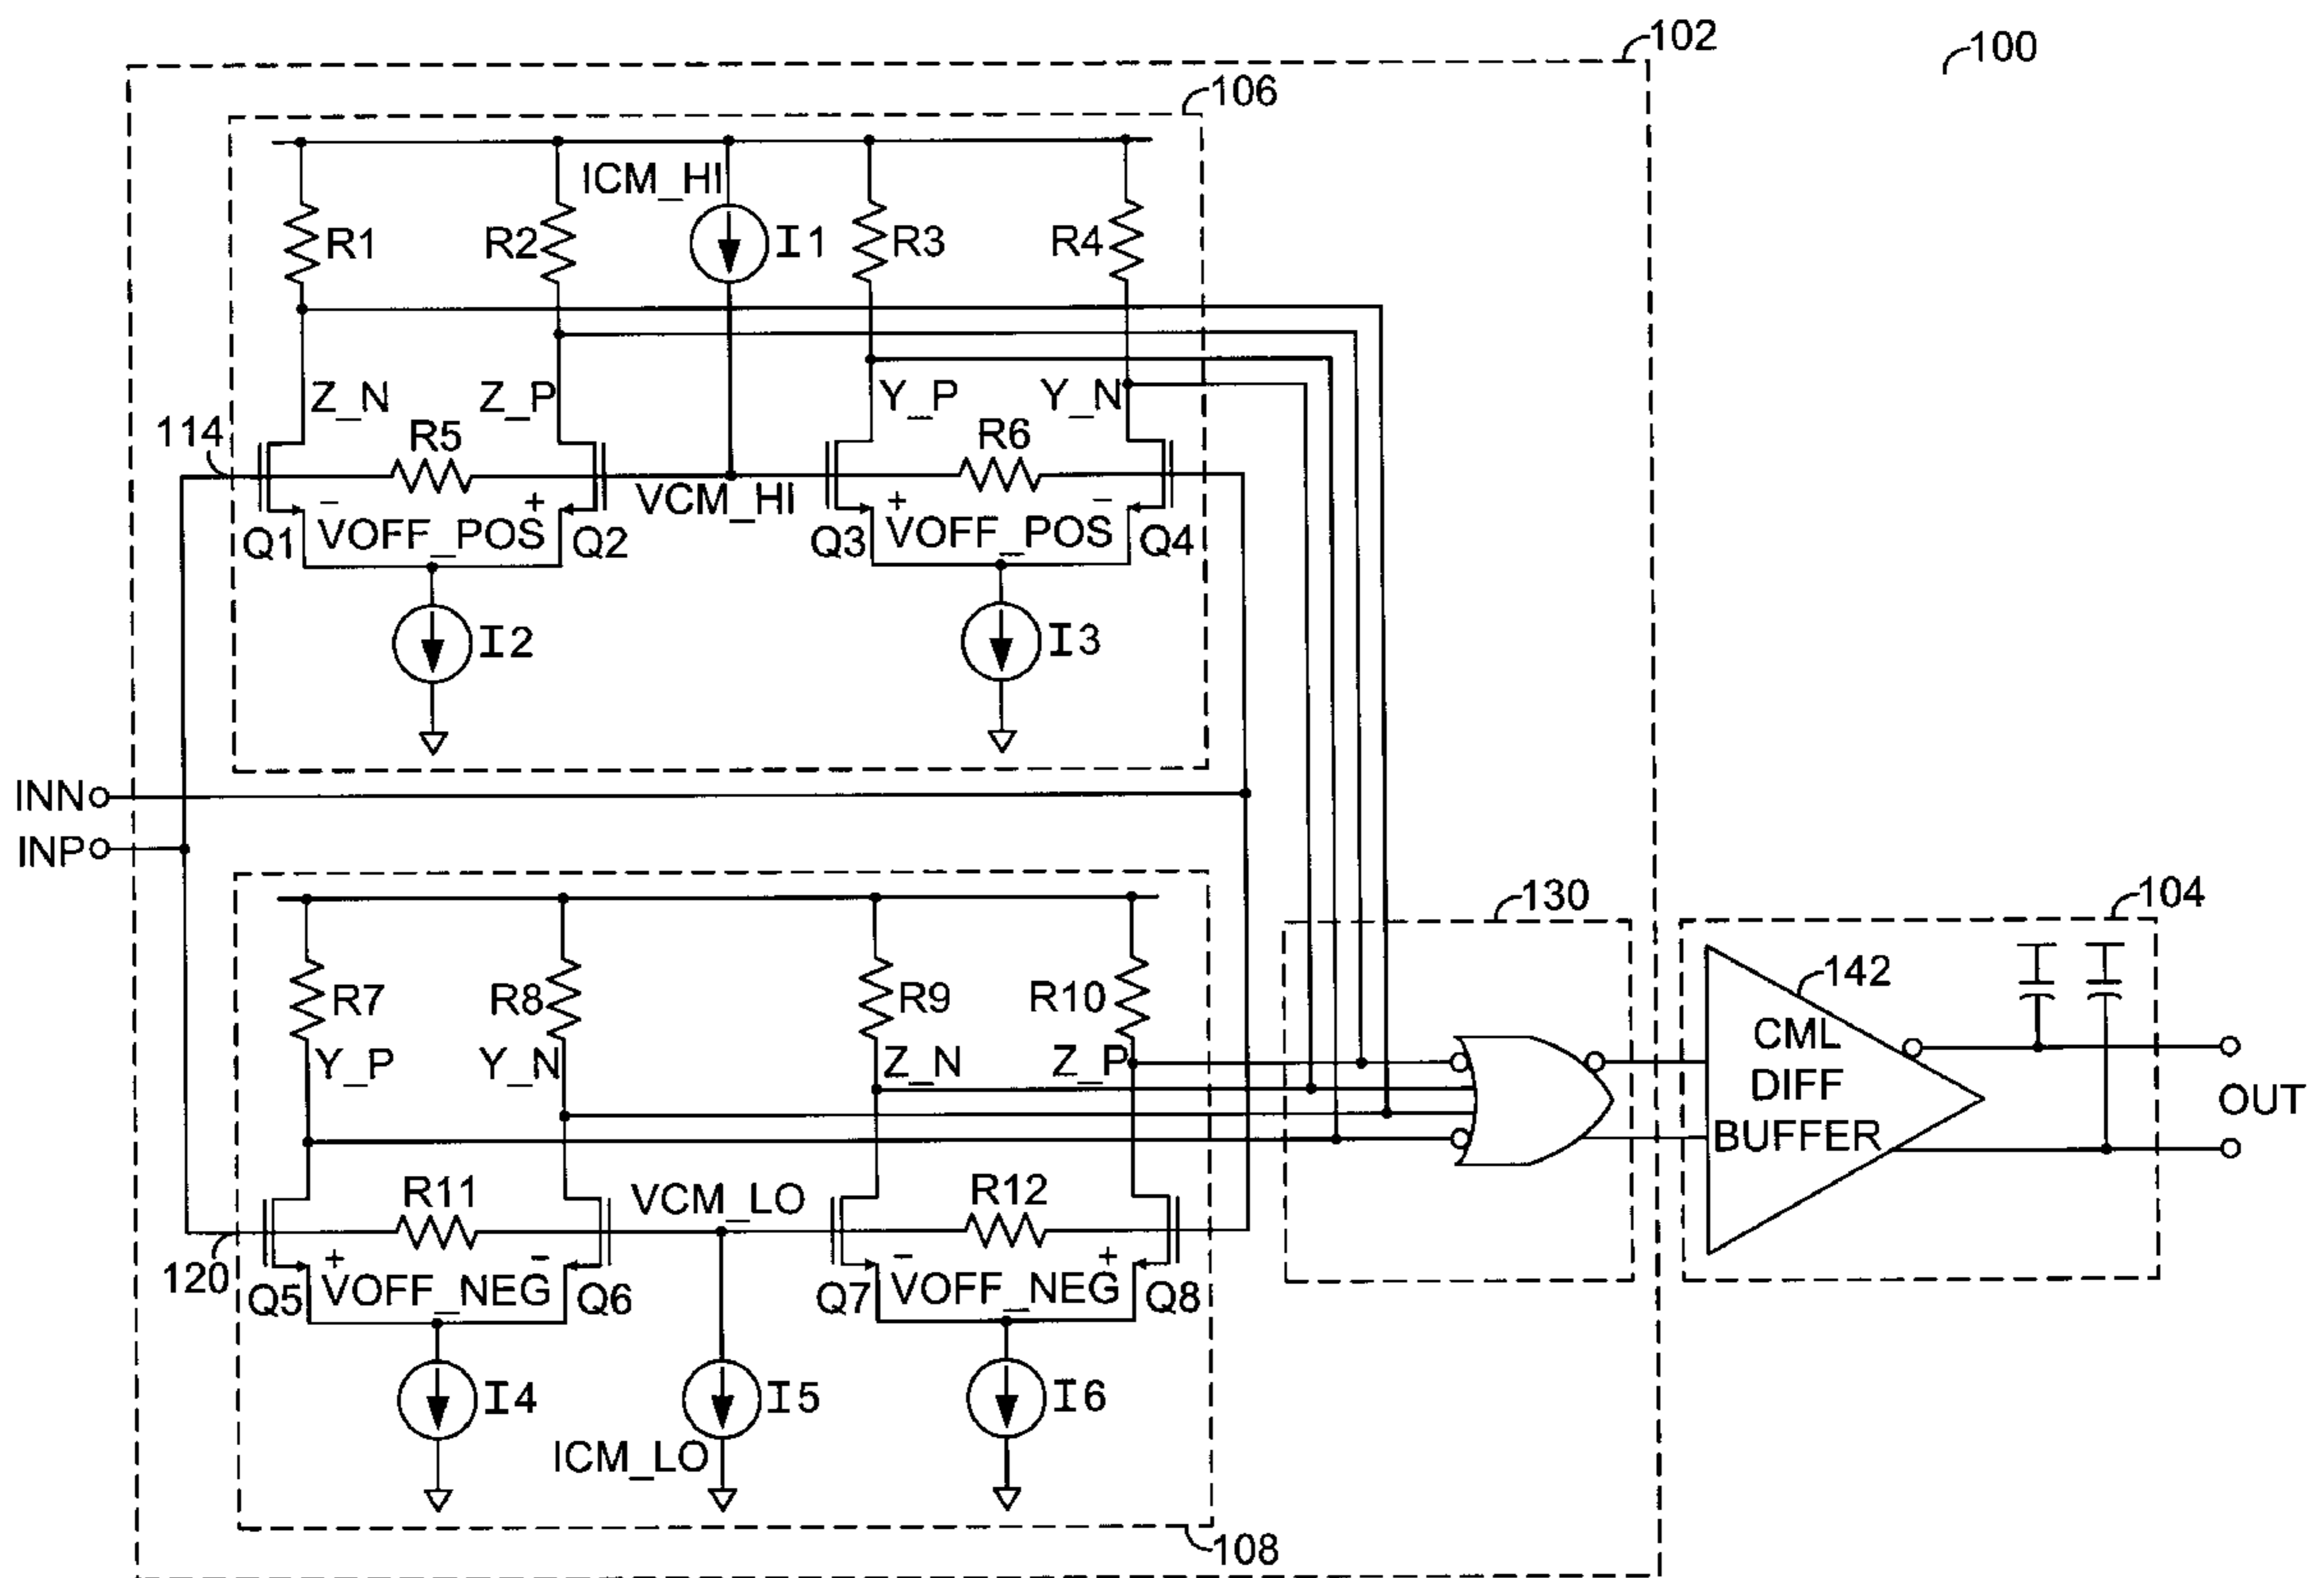 102
100
106
ICM_HI
R1
R2
I1
R3
R4
Z_N
Z_P
Y_P
Y_N
114
R5
R6
VCM_HI
- VOFF_POS +
+ VOFF_POS -
Q1
Q2
Q3
Q4
I2
I3
INN
INP
130
104
R7
R8
R9
R10
142
Y_P
Y_N
Z_N
Z_P
CML
DIFF
BUFFER
OUT
R11
VCM_LO
R12
120
+ VOFF_NEG -
- VOFF_NEG +
Q5
Q6
Q7
Q8
I4
I5
I6
ICM_LO
108